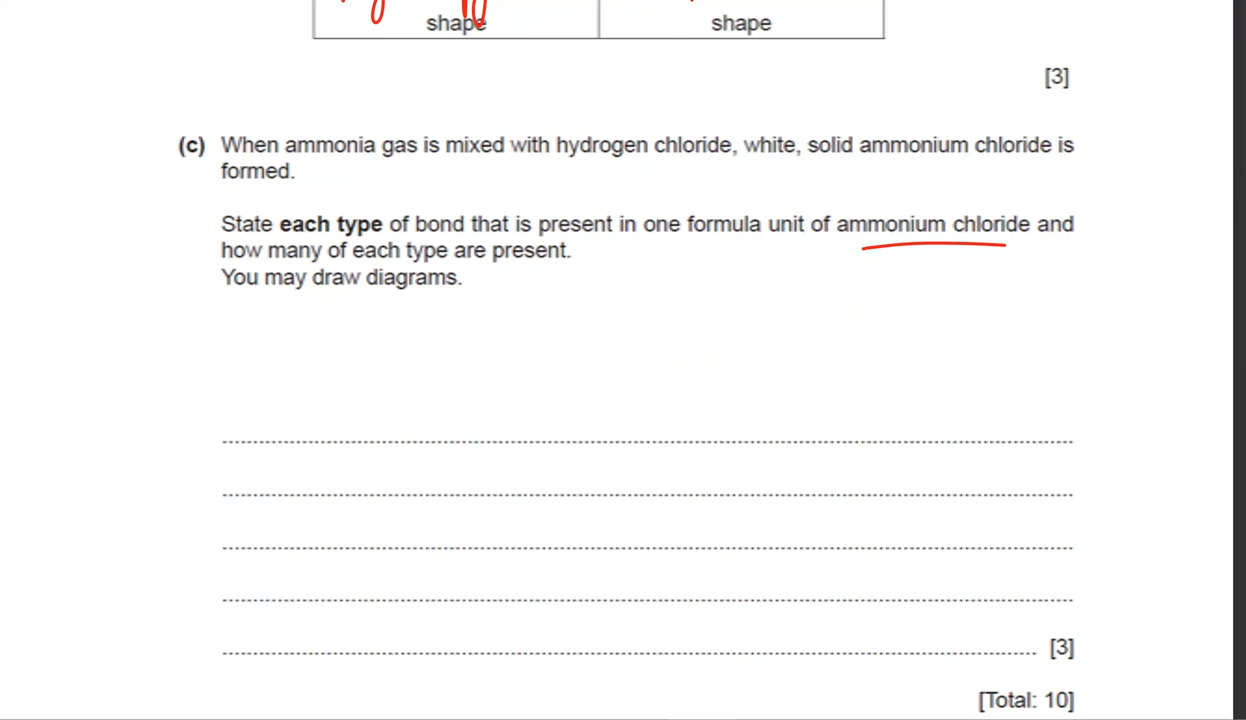 shape shape
[3]
(c) When ammonia gas is mixed with hydrogen chloride, white, solid ammonium chloride is
formed.
State each type of bond that is present in one formula unit of ammonium chloride and
how many of each type are present.
You may draw diagrams.
[3]
[Total: 10]